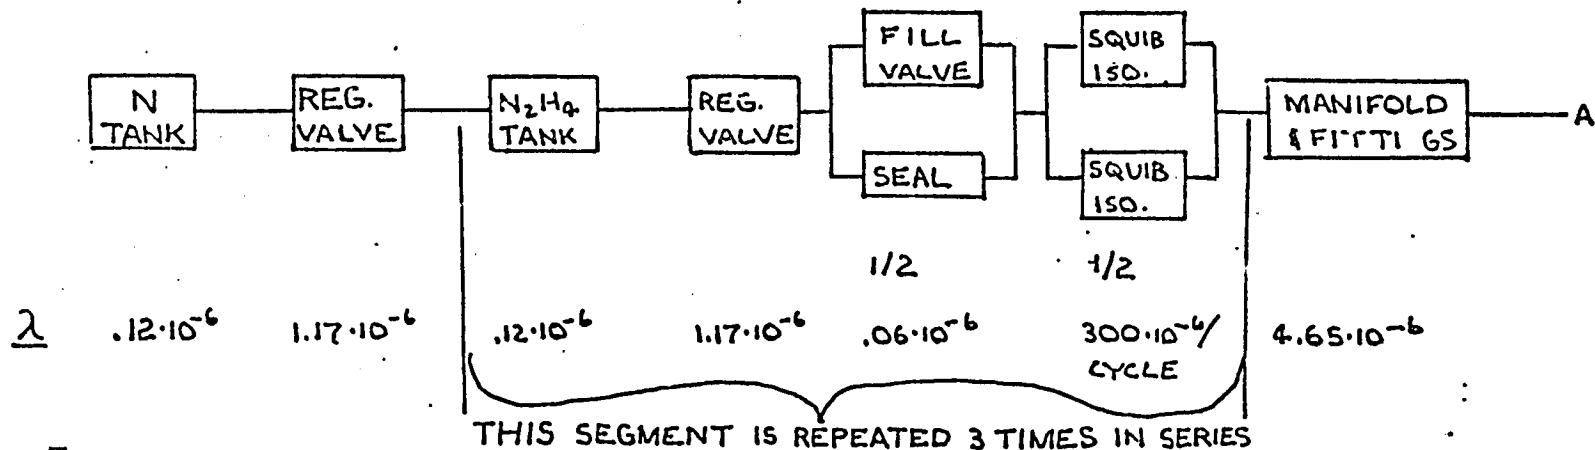 N
TANK
REG.
VALVE
N₂H₄
TANK
REG.
VALVE
FILL
VALVE
SEAL
SQUIB
ISO.
SQUIB
ISO.
MANIFOLD
& FITTI GS
A
1/2
1/2
λ
.12·10⁻⁶
1.17·10⁻⁶
.12·10⁻⁶
1.17·10⁻⁶
.06·10⁻⁶
300·10⁻⁶/
CYCLE
4.65·10⁻⁶
THIS SEGMENT IS REPEATED 3 TIMES IN SERIES